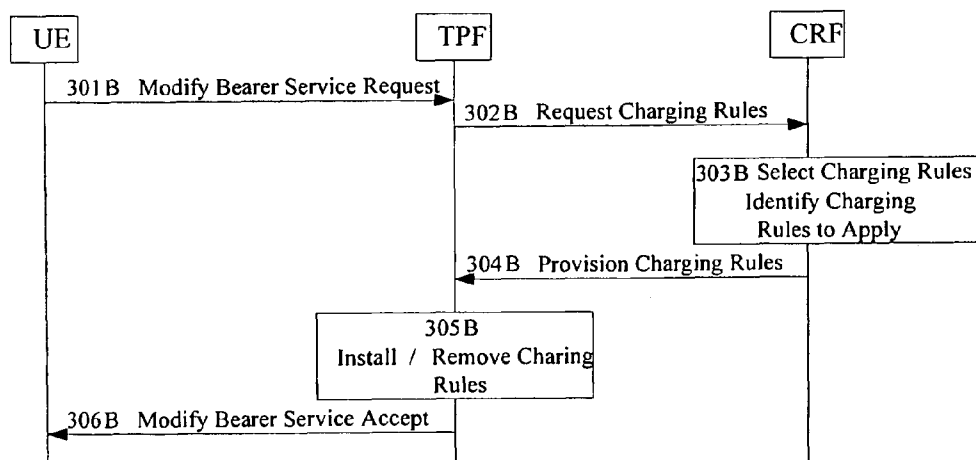 UE
TPF
CRF
301B Modify Bearer Service Request
302B Request Charging Rules
303B Select Charging Rules
Identify Charging
Rules to Apply
304B Provision Charging Rules
305B
Install / Remove Charing
Rules
306B Modify Bearer Service Accept